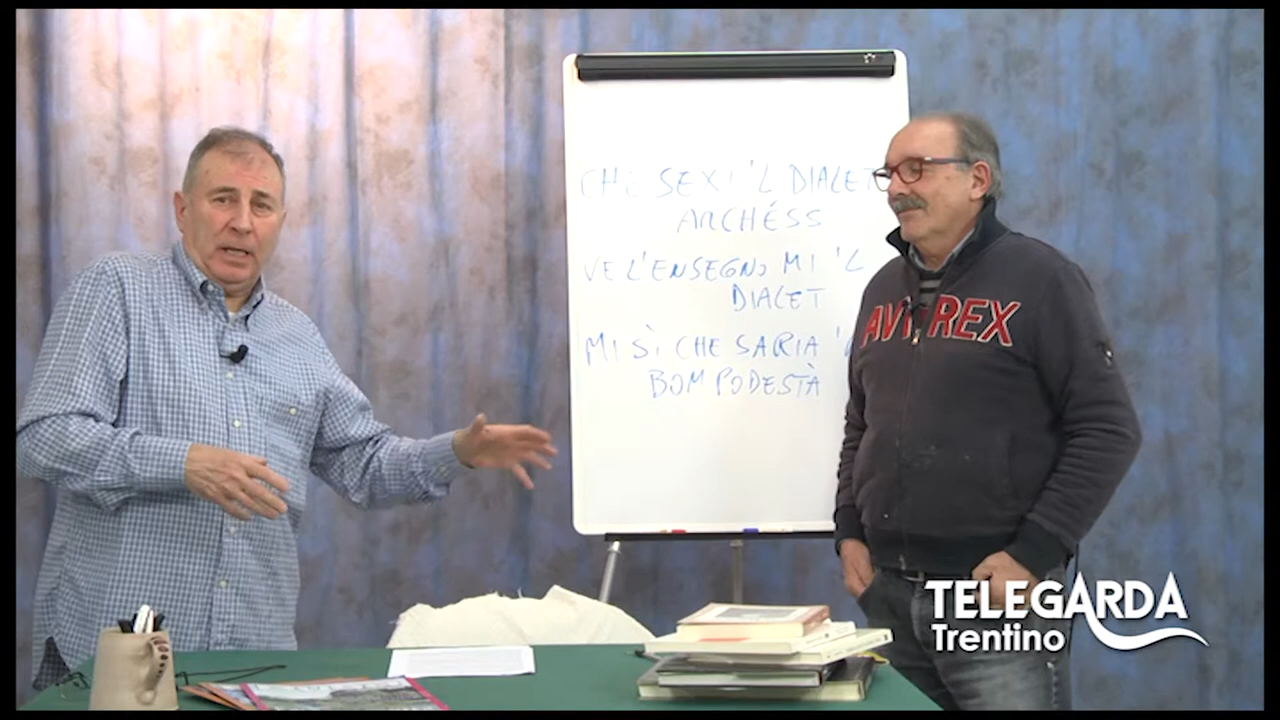 CHE SEXI 'L DIALET
ARCHÉSS
VE L'ENSEGNO MI 'L
DIALET
MI SÌ CHE SARIA 'L
BOM PODESTÀ
AVIREX
TELEGARDA
Trentino